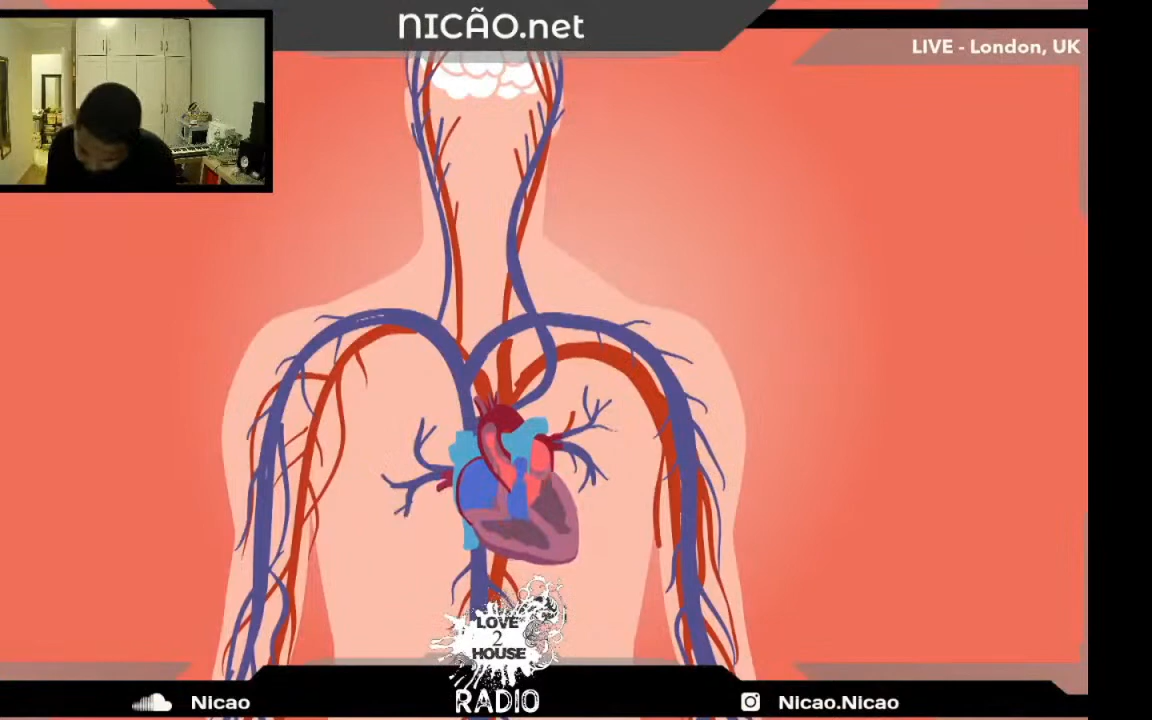 NICÃO.net
LIVE - London, UK
LOVE
2
HOUSE
RADIO
Nicao
Nicao.Nicao